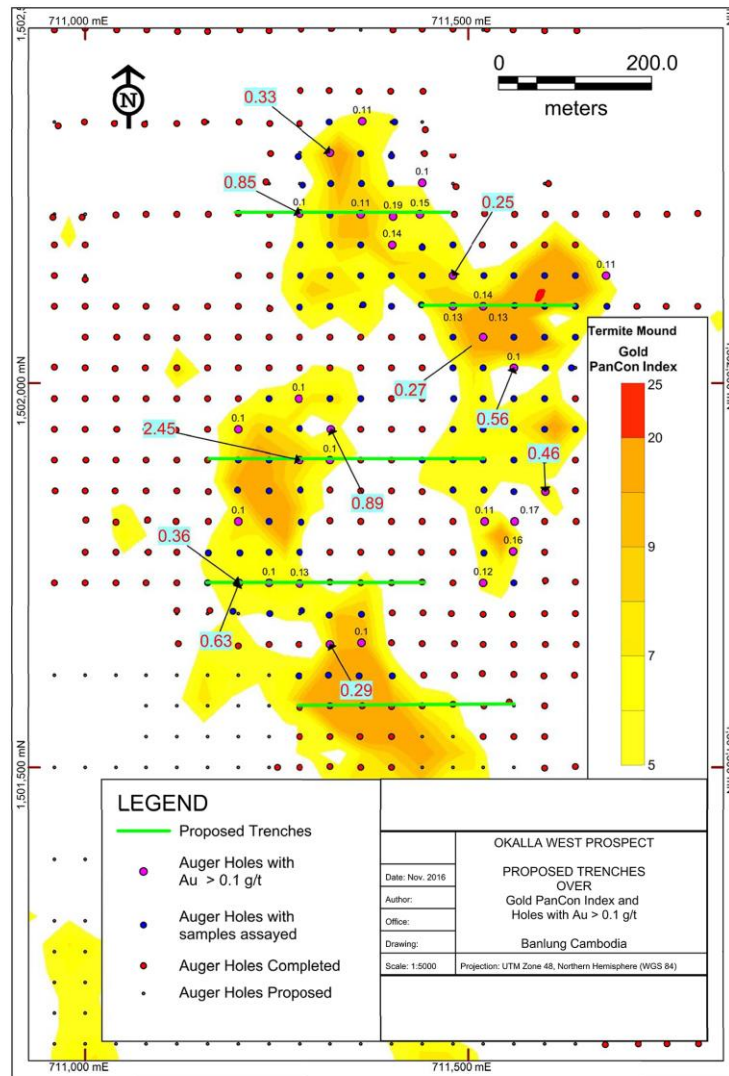 711,000 mE
711,500 mE
0
200.0
meters
N
0.11
0.33
0.1
0.85
0.1
0.11
0.19
0.15
0.25
0.14
0.11
0.14
0.13
0.13
Termite Mound
Gold
PanCon Index
0.1
0.27
25
1,502,000 mN
0.56
0.1
20
0.1
2.45
0.1
0.46
0.89
0.11
0.17
0.1
9
0.36
0.16
0.1
0.13
0.12
0.63
0.1
7
0.29
1,501,500 mN
5
LEGEND
Proposed Trenches
Auger Holes with
Au > 0.1 g/t
Auger Holes with
samples assayed
Auger Holes Completed
Auger Holes Proposed
OKALLA WEST PROSPECT
PROPOSED TRENCHES
OVER
Gold PanCon Index and
Holes with Au > 0.1 g/t
Date: Nov. 2016
Author:
Office:
Drawing:
Banlung Cambodia
Scale: 1:5000
Projection: UTM Zone 48, Northern Hemisphere (WGS 84)
711,000 mE
711,500 mE